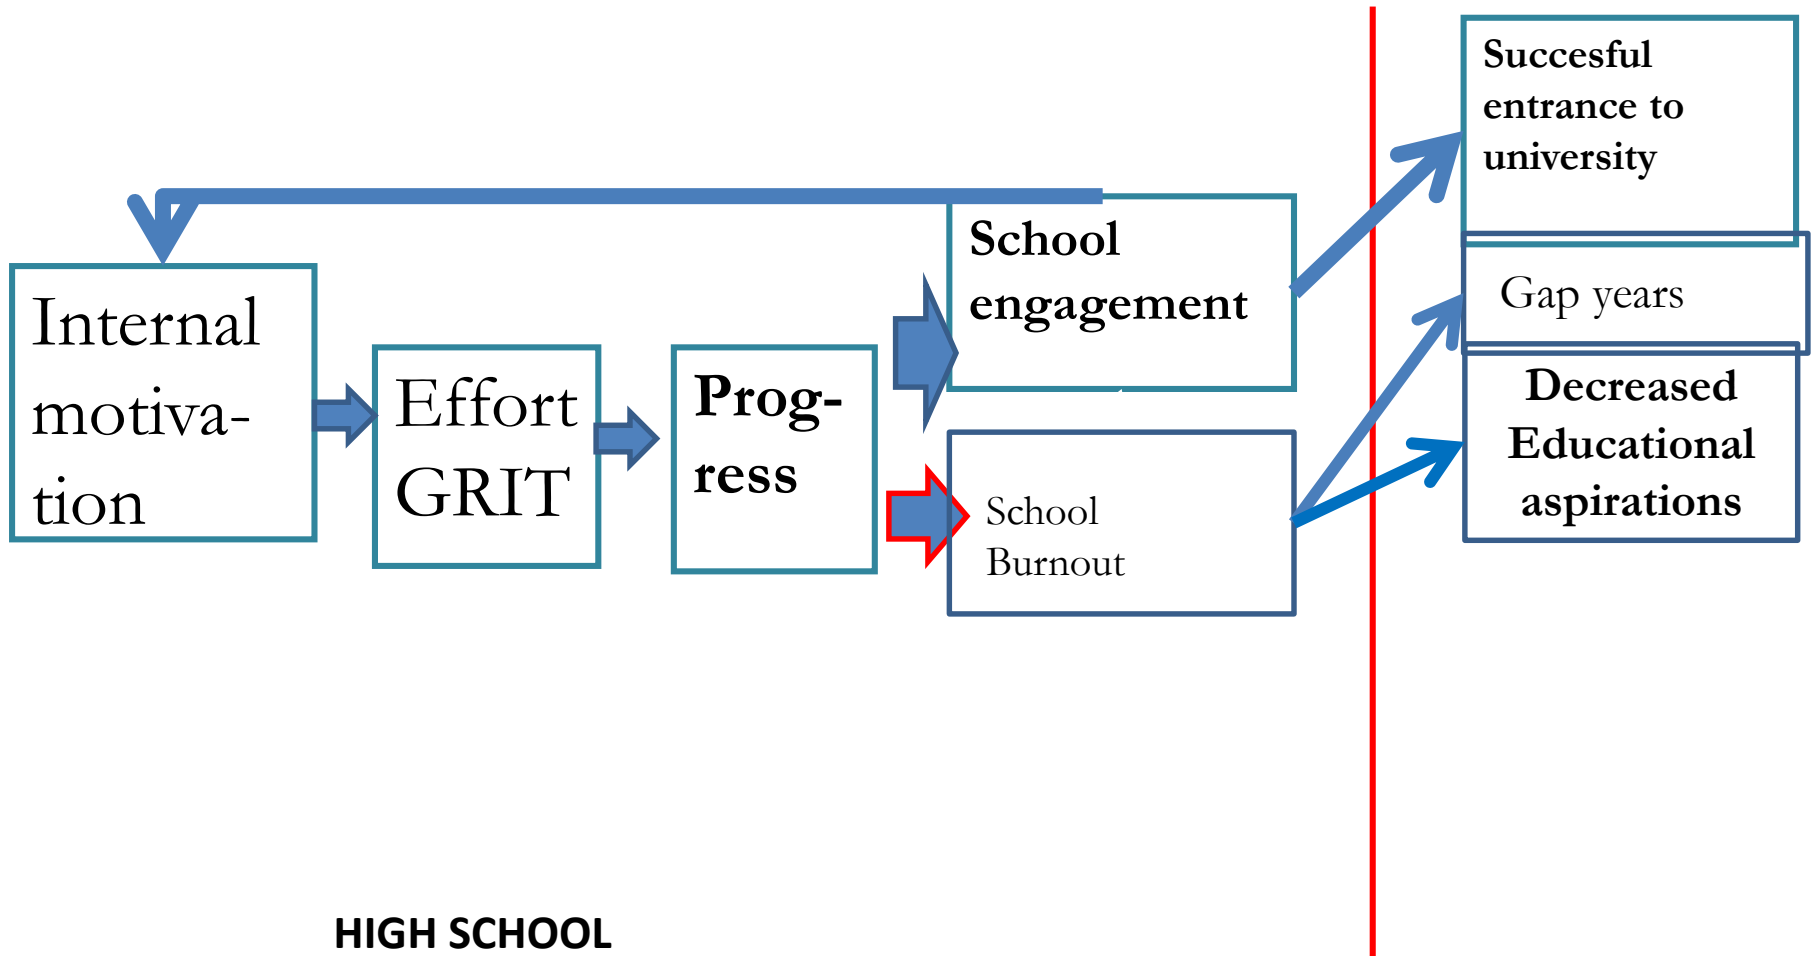 Internal
motiva-
tion
Effort
GRIT
Prog-
ress
School
engagement
School
Burnout
Succesful
entrance to
university
Gap years
Decreased
Educational
aspirations
HIGH SCHOOL